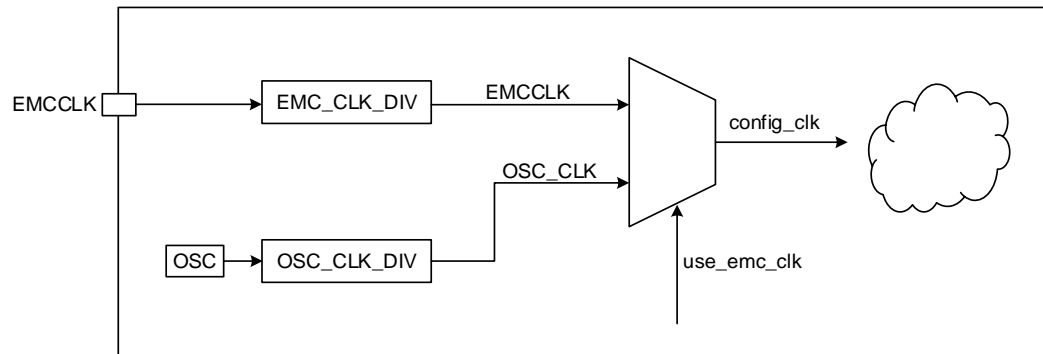 EMCCLK
EMC_CLK_DIV
EMCCLK
config_clk
OSC_CLK
OSC
OSC_CLK_DIV
use_emc_clk